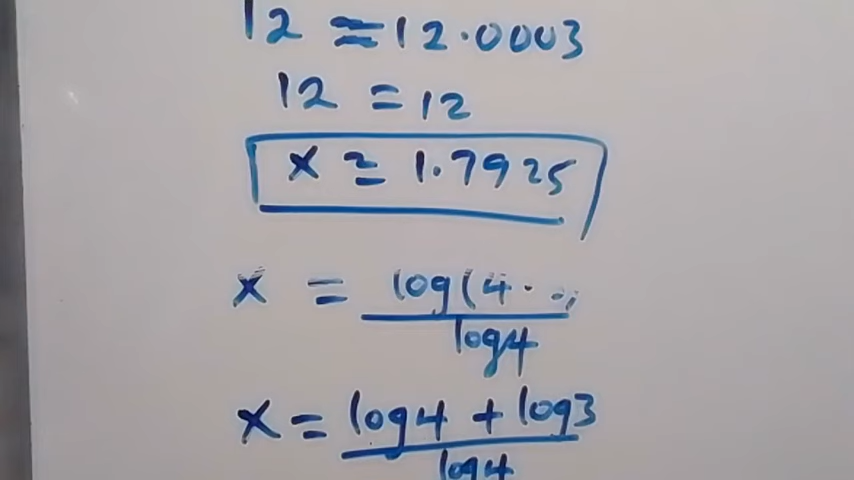 12 ≈ 12.0003
12 = 12
x ≃ 1.7925
x = log(4·
log4
x = log4 + log3
log4